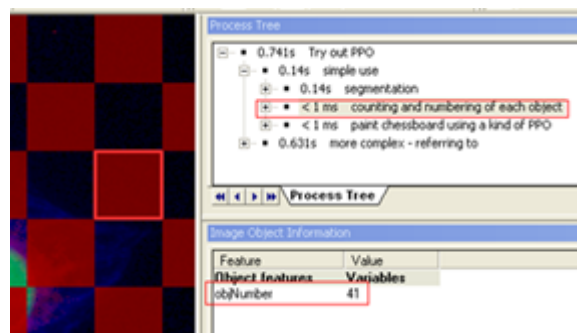 Process Tree
0.741s Try out PPO
0.14s simple use
0.14s segmentation
< 1 ms counting and numbering of each object
< 1 ms paint chessboard using a kind of PPO
0.631s more complex - referring to
Process Tree
Image Object Information
Feature Value
Object features Variables
objNumber 41